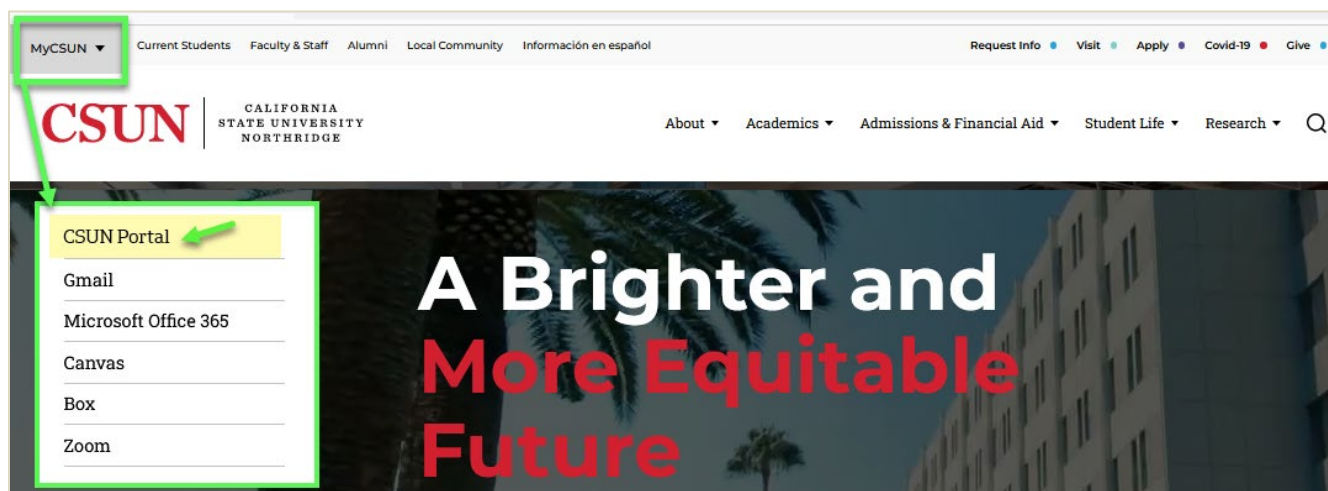 MyCSUN Current Students Faculty & Staff Alumni Local Community Información en español Request Info Visit Apply Covid-19 Give
CSUN
CALIFORNIA
STATE UNIVERSITY
NORTHRIDGE
About Academics Admissions & Financial Aid Student Life Research
CSUN Portal
Gmail
Microsoft Office 365
Canvas
Box
Zoom
A Brighter and
More Equitable
Future